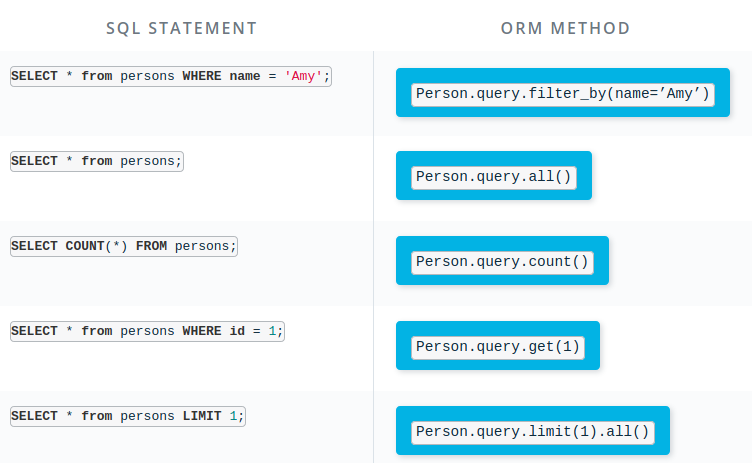 SQL STATEMENT ORM METHOD
SELECT * from persons WHERE name = 'Amy'; Person.query.filter_by(name=’Amy’)
SELECT * from persons; Person.query.all()
SELECT COUNT(*) FROM persons; Person.query.count()
SELECT * from persons WHERE id = 1; Person.query.get(1)
SELECT * from persons LIMIT 1; Person.query.limit(1).all()